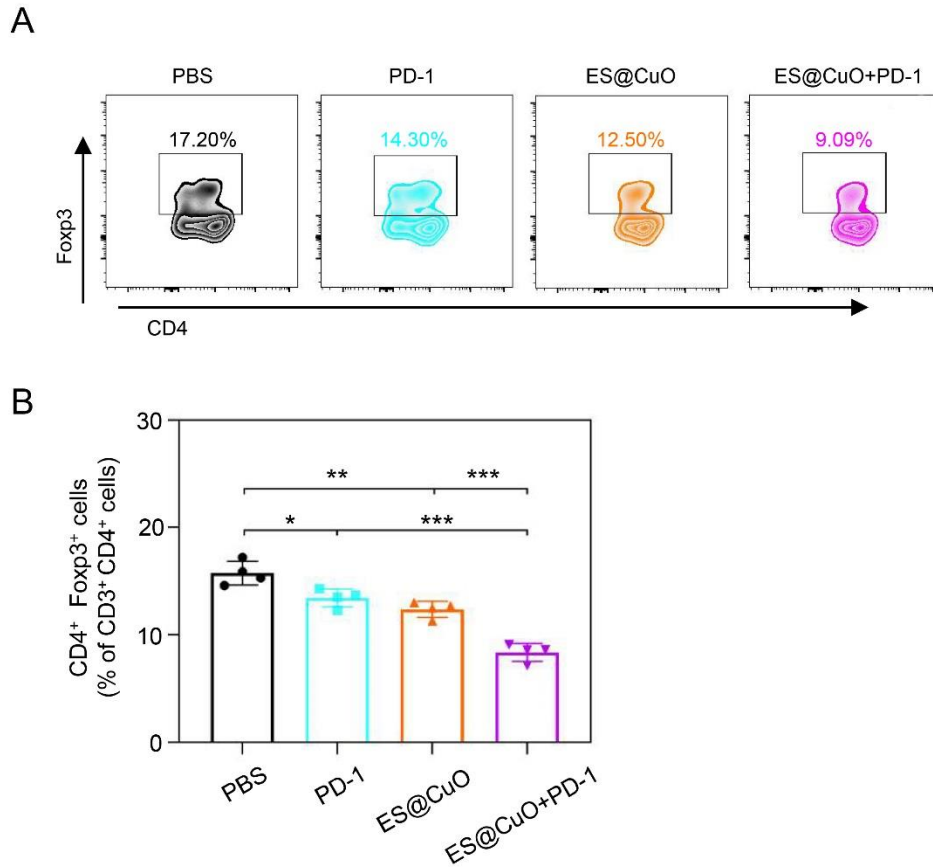 A
PBS PD-1 ES@CuO ES@CuO+PD-1
17.20% 14.30% 12.50% 9.09%
Foxp3
CD4
B
CD4⁺ Foxp3⁺ cells
(% of CD3⁺ CD4⁺ cells)
30
** ***
20
* ***
10
0
PBS PD-1 ES@CuO ES@CuO+PD-1